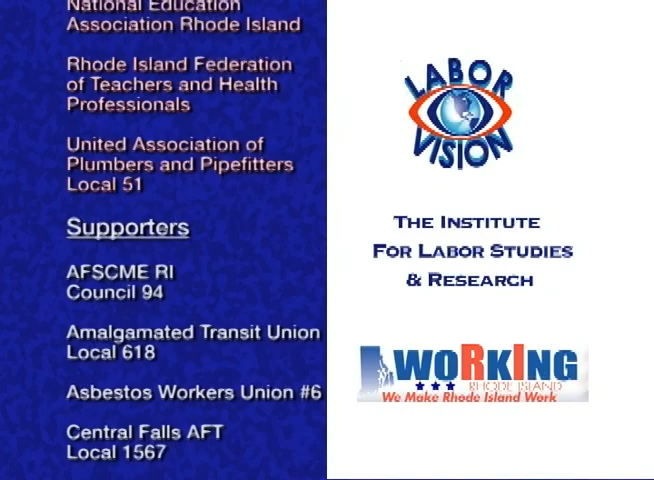 National Education
Association Rhode Island
Rhode Island Federation
of Teachers and Health
Professionals
United Association of
Plumbers and Pipefitters
Local 51
Supporters
AFSCME RI
Council 94
Amalgamated Transit Union
Local 618
Asbestos Workers Union #6
Central Falls AFT
Local 1567
LABOR
VISION
THE INSTITUTE
FOR LABOR STUDIES
& RESEARCH
WORKING
RHODE ISLAND
We Make Rhode Island Work